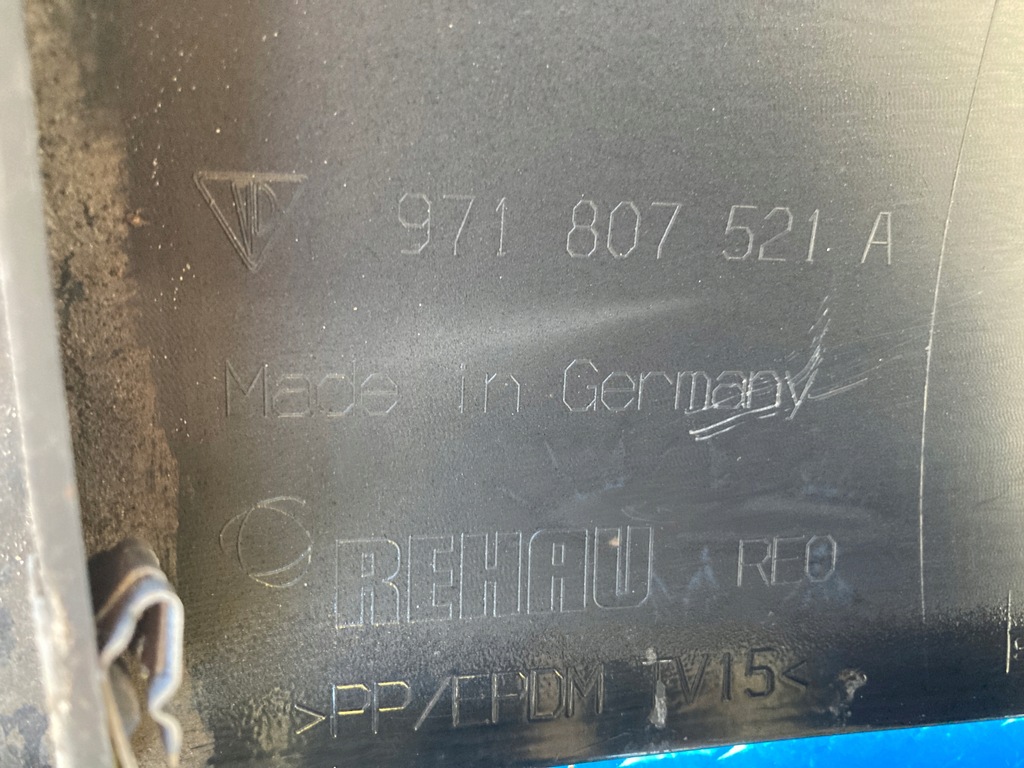 971 807 521 A
Made in Germany
REHAU REO
>PP/EPDM TV15<